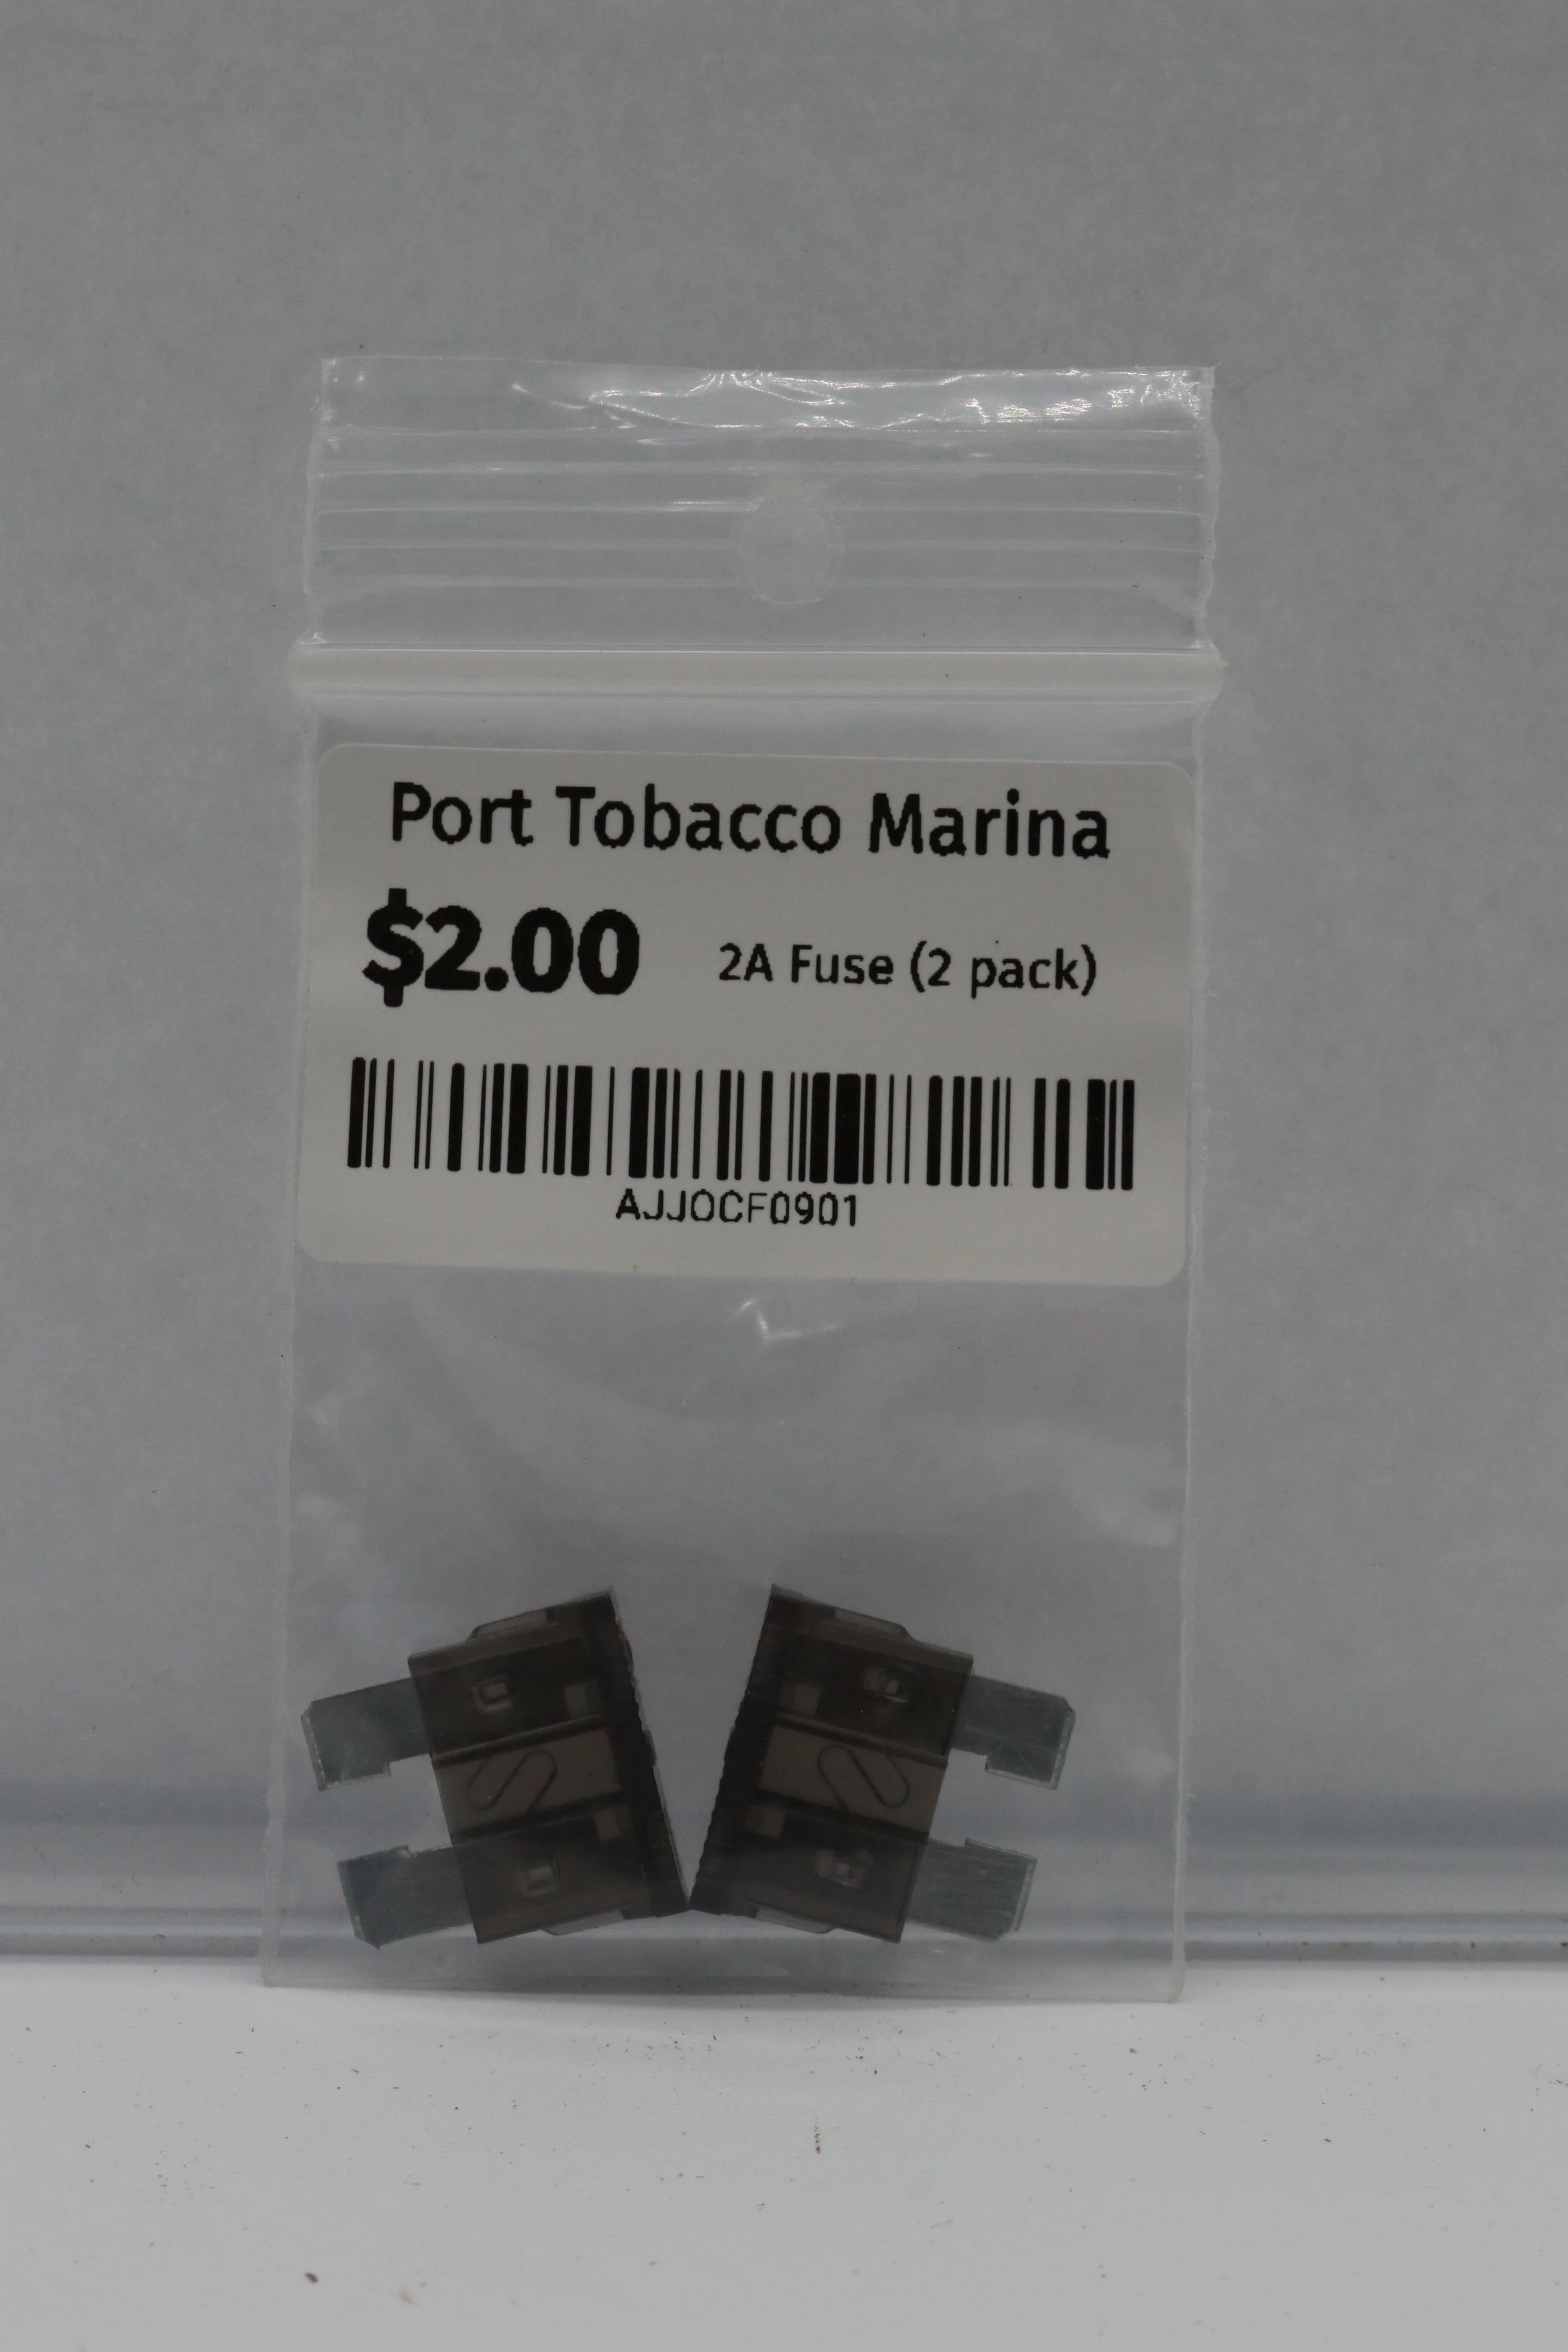 Port Tobacco Marina
$2.00 2A Fuse (2 pack)
AJJOCF0901